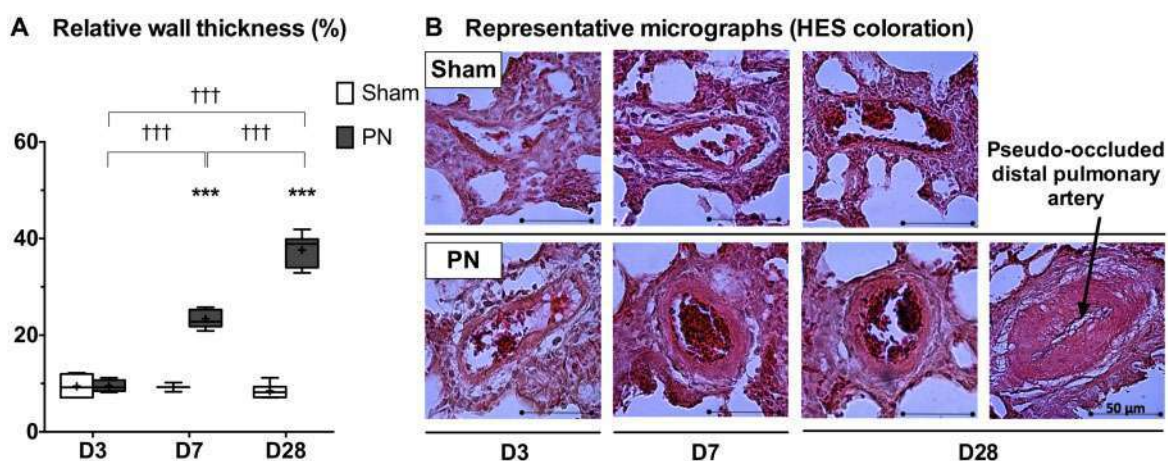 A Relative wall thickness (%)
B Representative micrographs (HES coloration)
Sham
PN
†††
†††
†††
***
***
60
40
20
0
D3
D7
D28
Sham
Pseudo-occluded
distal pulmonary
artery
PN
50 µm
D3
D7
D28